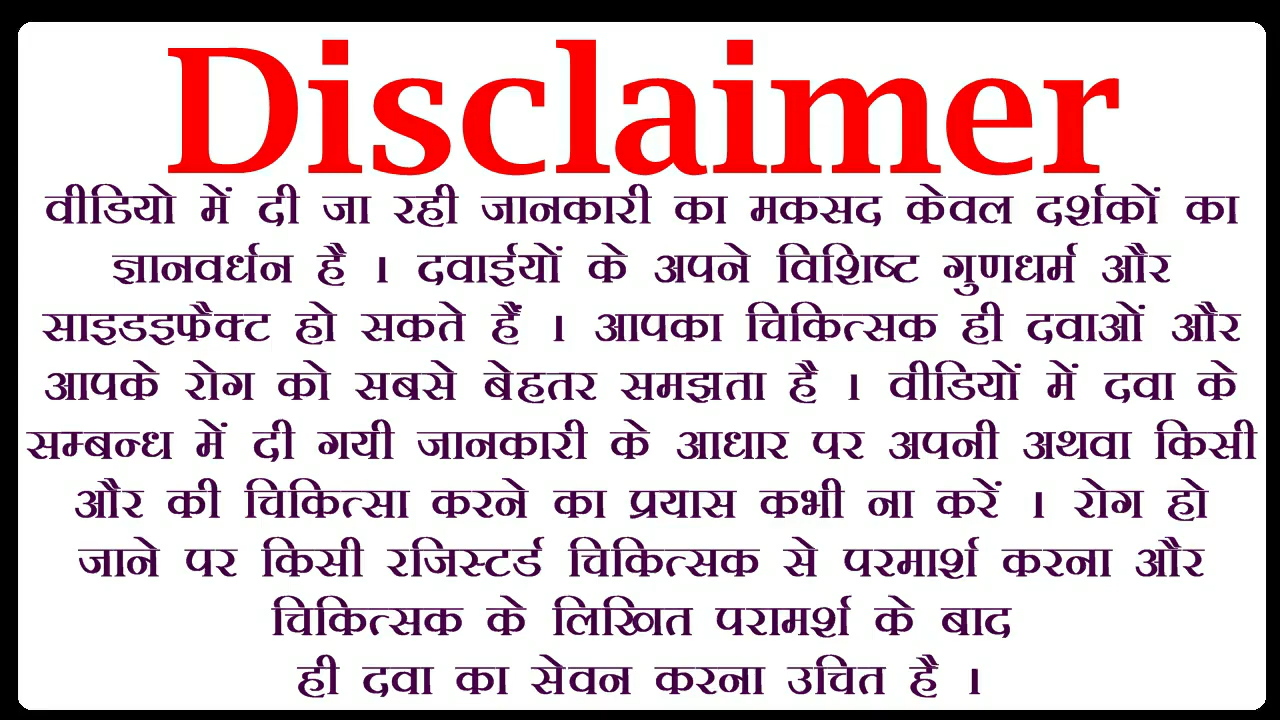 Disclaimer
वीडियो में दी जा रही जानकारी का मकसद केवल दर्शकों का
ज्ञानवर्धन है । दवाईयों के अपने विशिष्ट गुणधर्म और
साइडइफैक्ट हो सकते हैं । आपका चिकित्सक ही दवाओं और
आपके रोग को सबसे बेहतर समझता है । वीडियों में दवा के
सम्बन्ध में दी गयी जानकारी के आधार पर अपनी अथवा किसी
और की चिकित्सा करने का प्रयास कभी ना करें । रोग हो
जाने पर किसी रजिस्टर्ड चिकित्सक से परमार्श करना और
चिकित्सक के लिखित परामर्श के बाद
ही दवा का सेवन करना उचित है ।